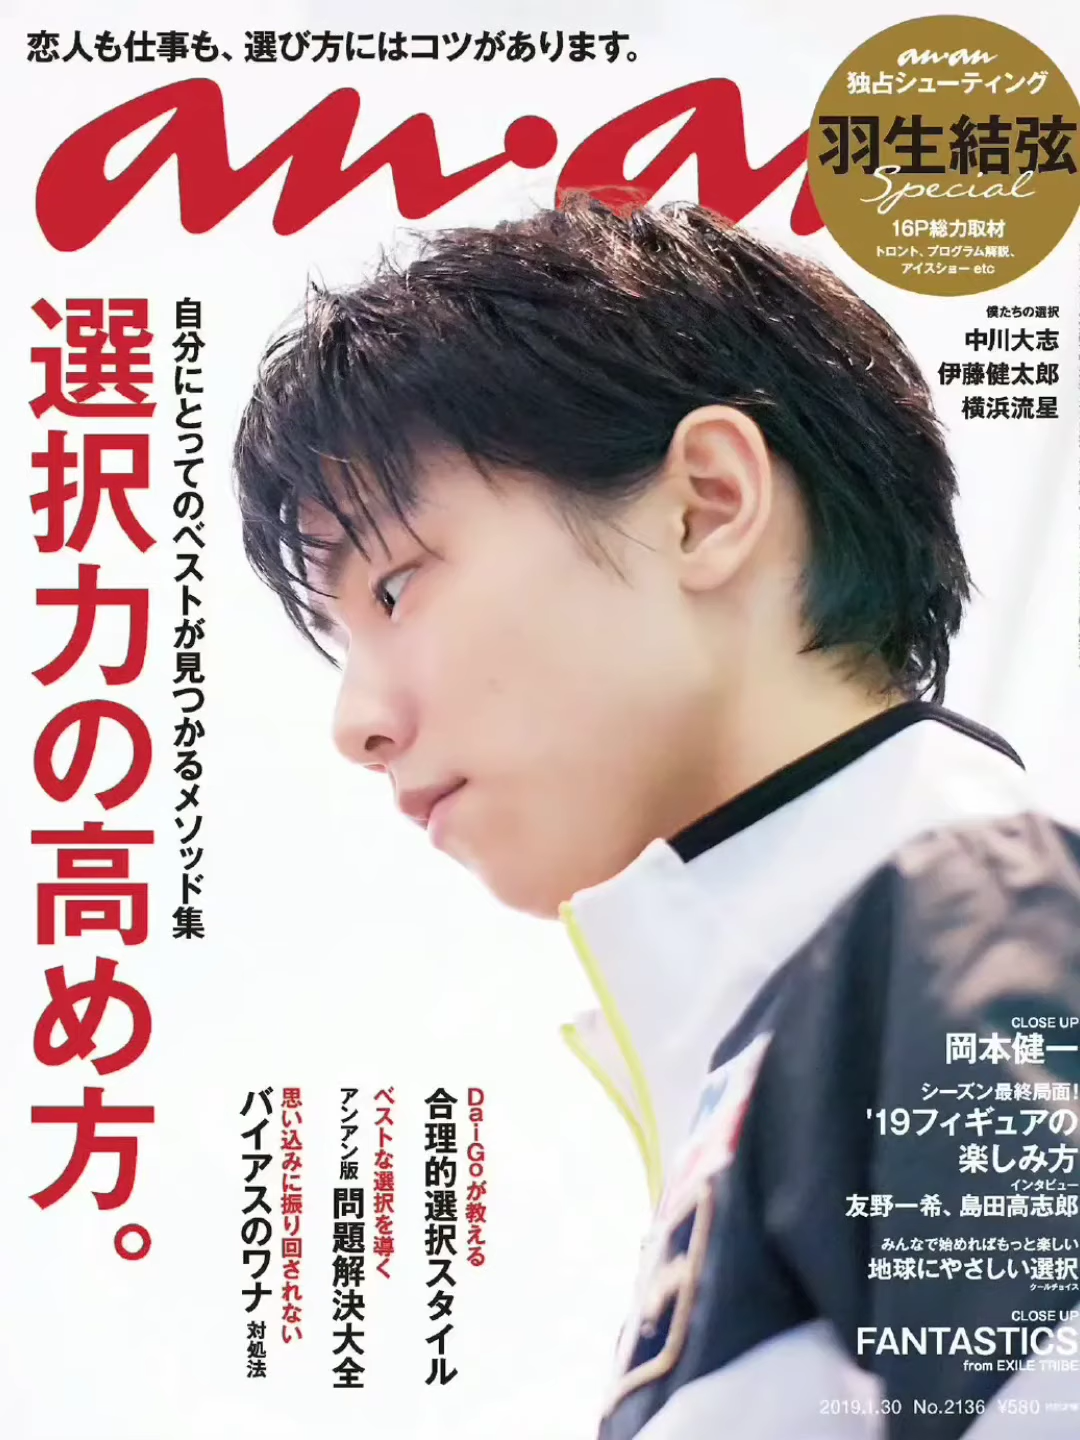 恋人も仕事も、選び方にはコツがあります。
an・an
an・an
独占シューティング
羽生結弦
Special
16P総力取材
トロント、プログラム解説、
アイスショー etc
僕たちの選択
中川大志
伊藤健太郎
横浜流星
選択力の高め方。
自分にとってのベストが見つかるメソッド集
DaiGoが教える
合理的選択スタイル
ベストな選択を導く
アンアン版 問題解決大全
思い込みに振り回されない
バイアスのワナ 対処法
CLOSE UP
岡本健一
シーズン最終局面!
'19フィギュアの
楽しみ方
インタビュー
友野一希、島田高志郎
みんなで始めればもっと楽しい
地球にやさしい選択
クールチョイス
CLOSE UP
FANTASTICS
from EXILE TRIBE
2019.1.30 No.2136 ¥580